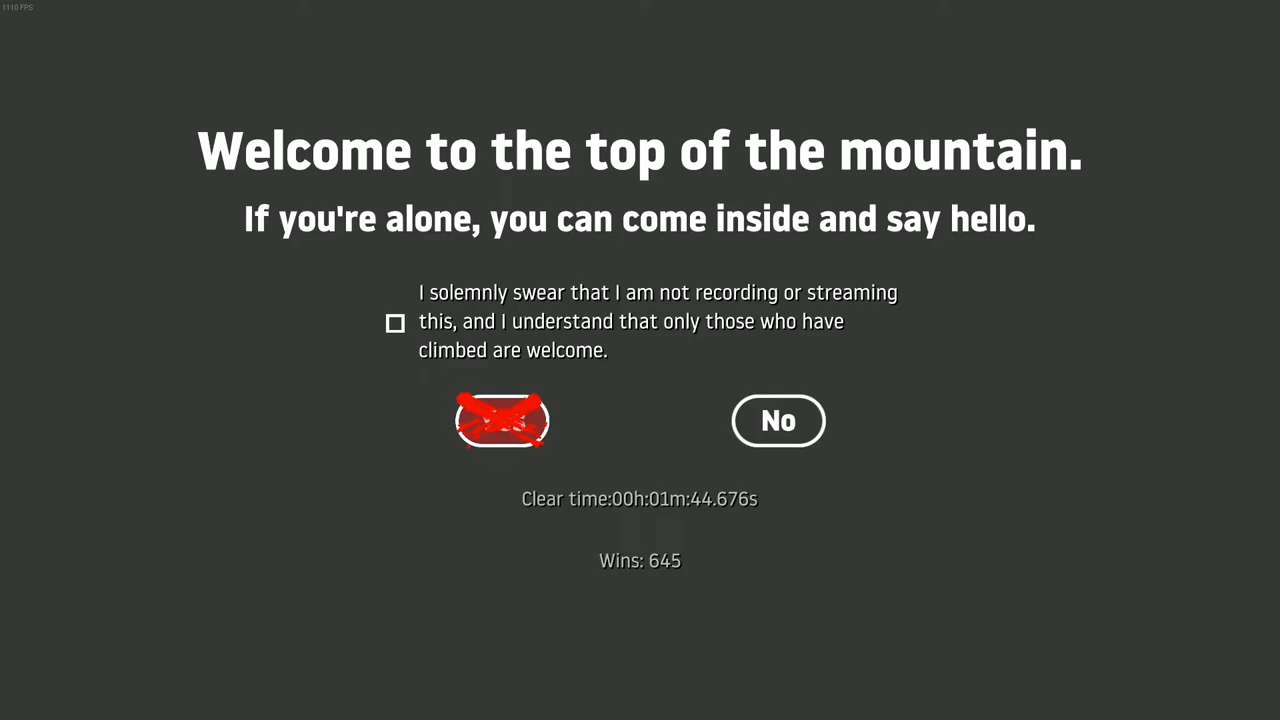 1110 FPS
Welcome to the top of the mountain.
If you're alone, you can come inside and say hello.
I solemnly swear that I am not recording or streaming
this, and I understand that only those who have
climbed are welcome.
No
Clear time:00h:01m:44.676s
Wins: 645